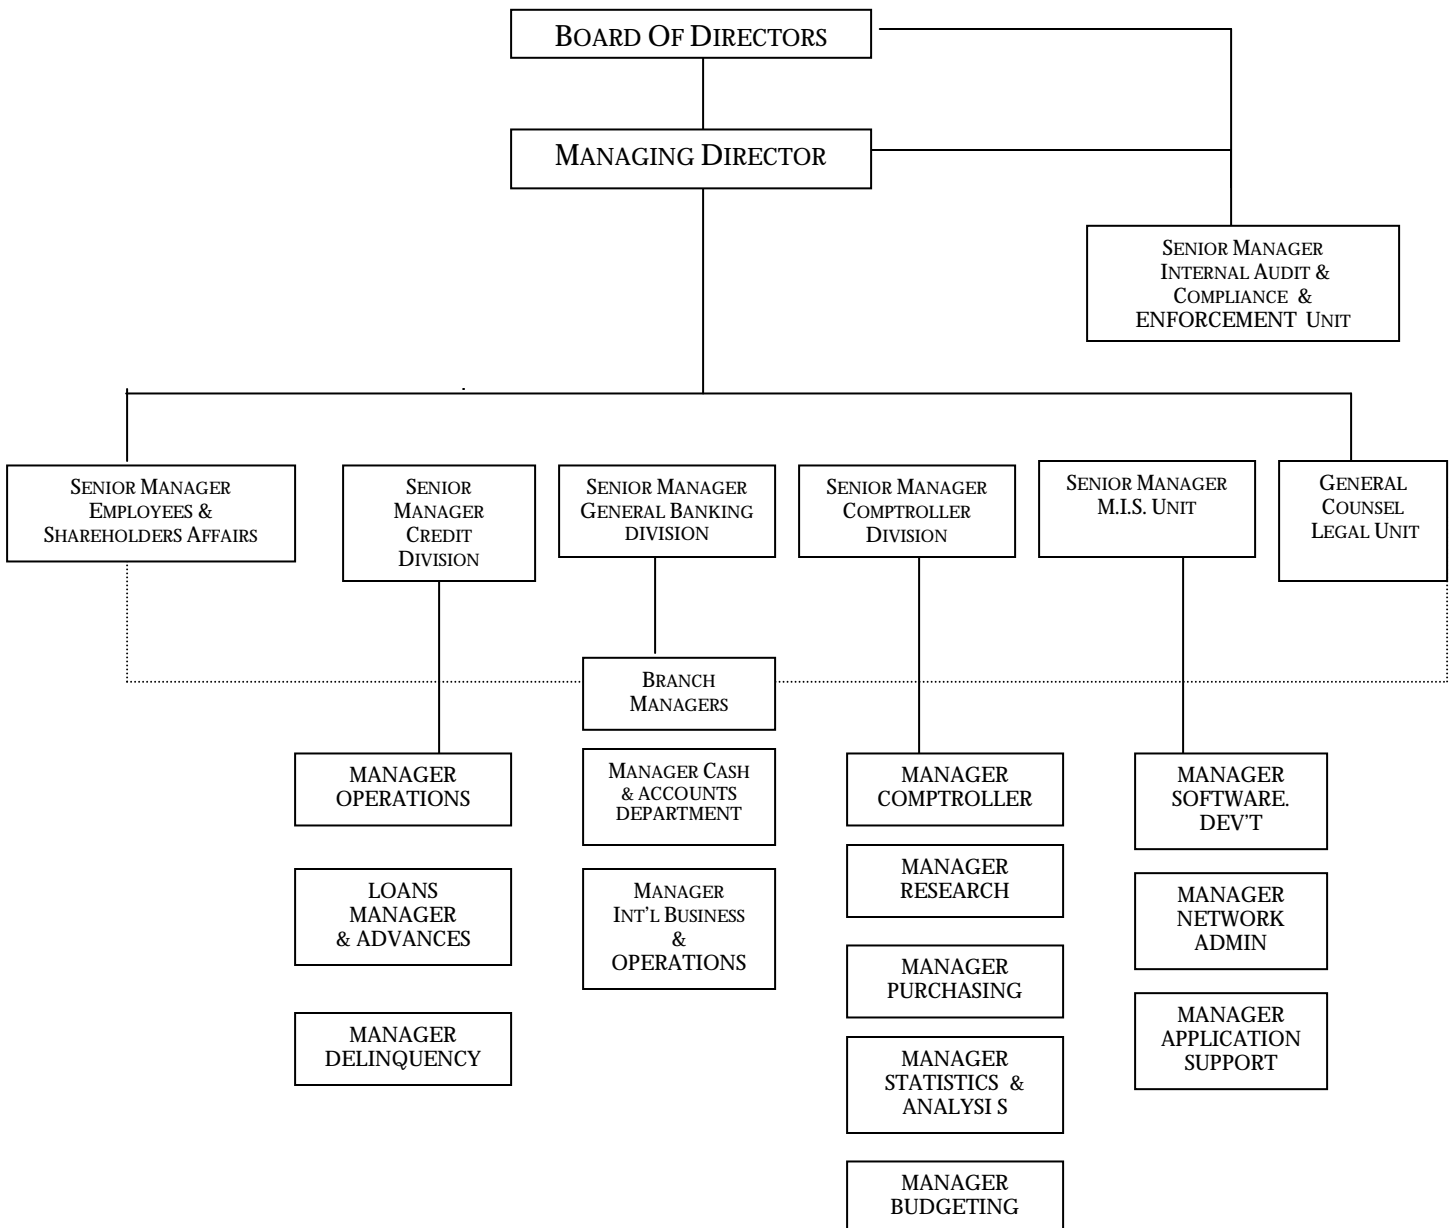 BOARD OF DIRECTORS
MANAGING DIRECTOR
SENIOR MANAGER
INTERNAL AUDIT &
COMPLIANCE &
ENFORCEMENT UNIT
SENIOR MANAGER
EMPLOYEES &
SHAREHOLDERS AFFAIRS
SENIOR
MANAGER
CREDIT
DIVISION
SENIOR MANAGER
GENERAL BANKING
DIVISION
SENIOR MANAGER
COMPTROLLER
DIVISION
SENIOR MANAGER
M.I.S. UNIT
GENERAL
COUNSEL
LEGAL UNIT
BRANCH
MANAGERS
MANAGER
OPERATIONS
MANAGER CASH
& ACCOUNTS
DEPARTMENT
MANAGER
COMPTROLLER
MANAGER
SOFTWARE.
DEV'T
LOANS
MANAGER
& ADVANCES
MANAGER
INT'L BUSINESS
&
OPERATIONS
MANAGER
RESEARCH
MANAGER
NETWORK
ADMIN
MANAGER
PURCHASING
MANAGER
DELINQUENCY
MANAGER
STATISTICS &
ANALYSI S
MANAGER
APPLICATION
SUPPORT
MANAGER
BUDGETING